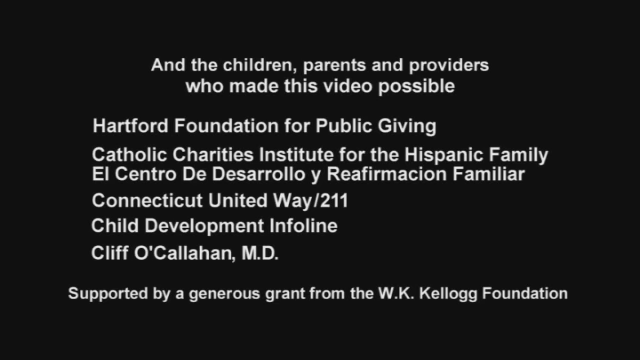 And the children, parents and providers
who made this video possible
Hartford Foundation for Public Giving
Catholic Charities Institute for the Hispanic Family
El Centro De Desarrollo y Reafirmacion Familiar
Connecticut United Way/211
Child Development Infoline
Cliff O'Callahan, M.D.
Supported by a generous grant from the W.K. Kellogg Foundation